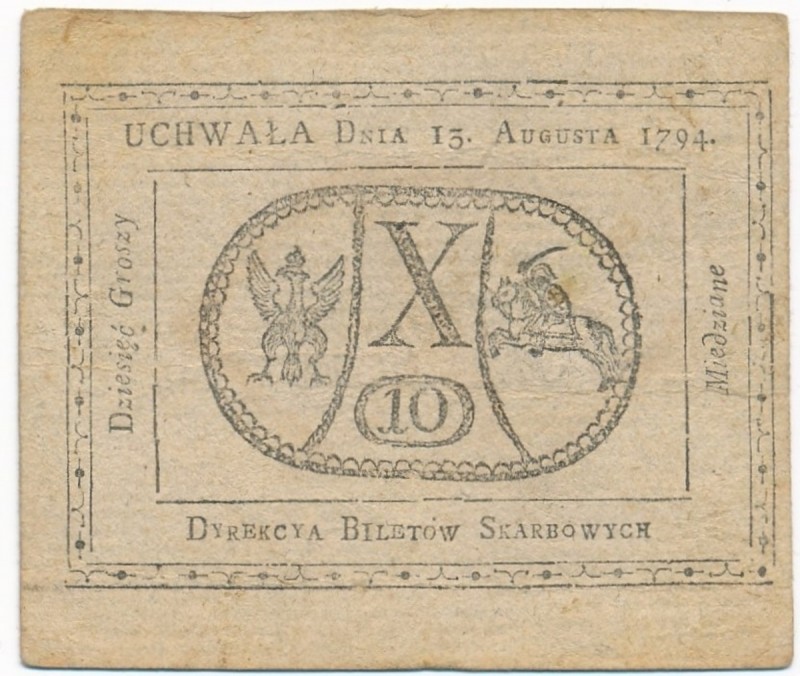 UCHWAŁA DNIA 13. AUGUSTA 1794.
Dziesięć Groszy
X
10
Miedziane
DYREKCYA BILETÓW SKARBOWYCH